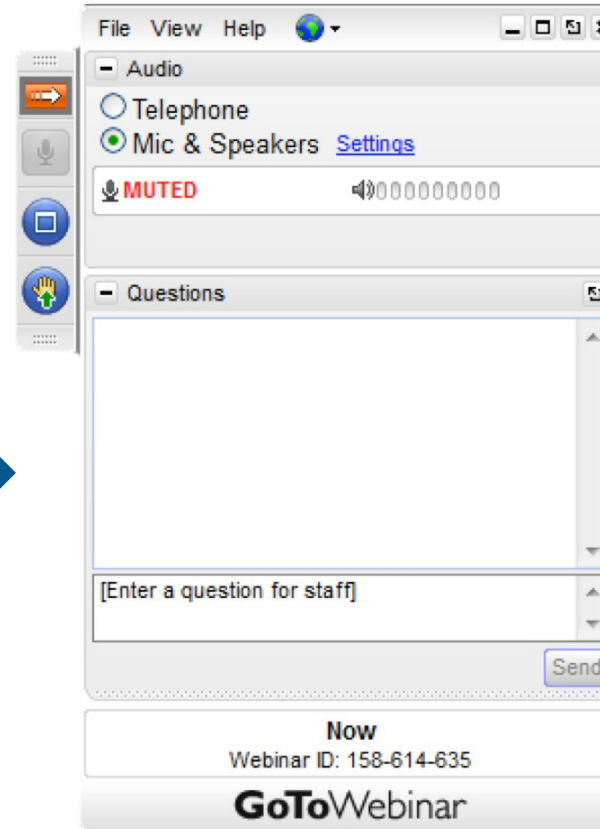 File View Help
Audio
Telephone
Mic & Speakers Settings
MUTED 000000000
Questions
[Enter a question for staff]
Send
Now
Webinar ID: 158-614-635
GoToWebinar